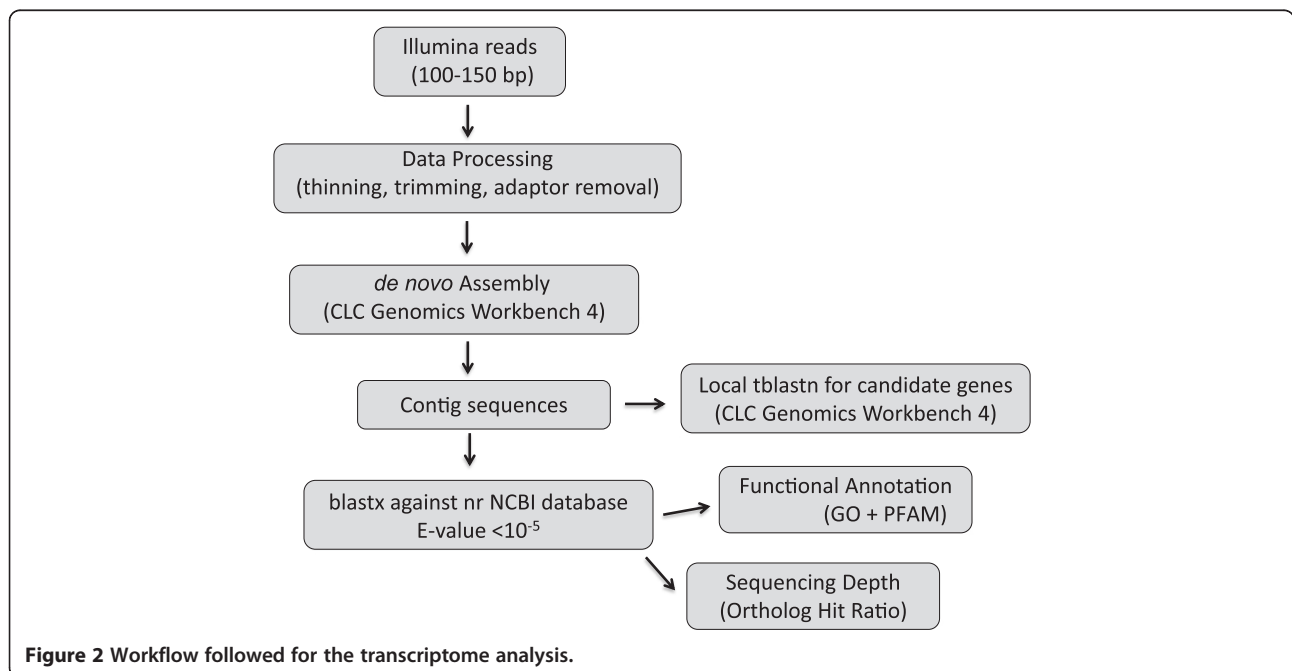 Illumina reads
(100-150 bp)
Data Processing
(thinning, trimming, adaptor removal)
de novo Assembly
(CLC Genomics Workbench 4)
Contig sequences
Local tblastn for candidate genes
(CLC Genomics Workbench 4)
blastx against nr NCBI database
E-value <10⁻⁵
Functional Annotation
(GO + PFAM)
Sequencing Depth
(Ortholog Hit Ratio)
Figure 2 Workflow followed for the transcriptome analysis.